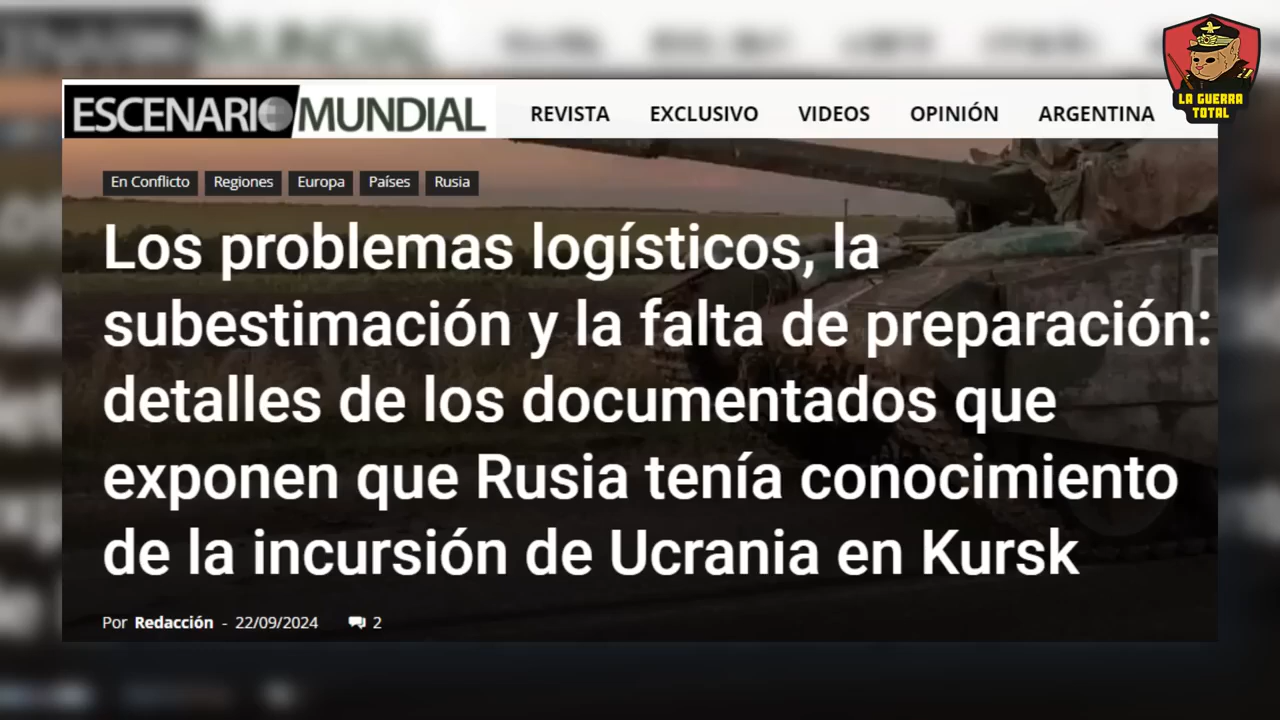 ESCENARIO MUNDIAL
REVISTA EXCLUSIVO VIDEOS OPINIÓN ARGENTINA
LA GUERRA
TOTAL
En Conflicto Regiones Europa Países Rusia
Los problemas logísticos, la
subestimación y la falta de preparación:
detalles de los documentados que
exponen que Rusia tenía conocimiento
de la incursión de Ucrania en Kursk
Por Redacción - 22/09/2024 2